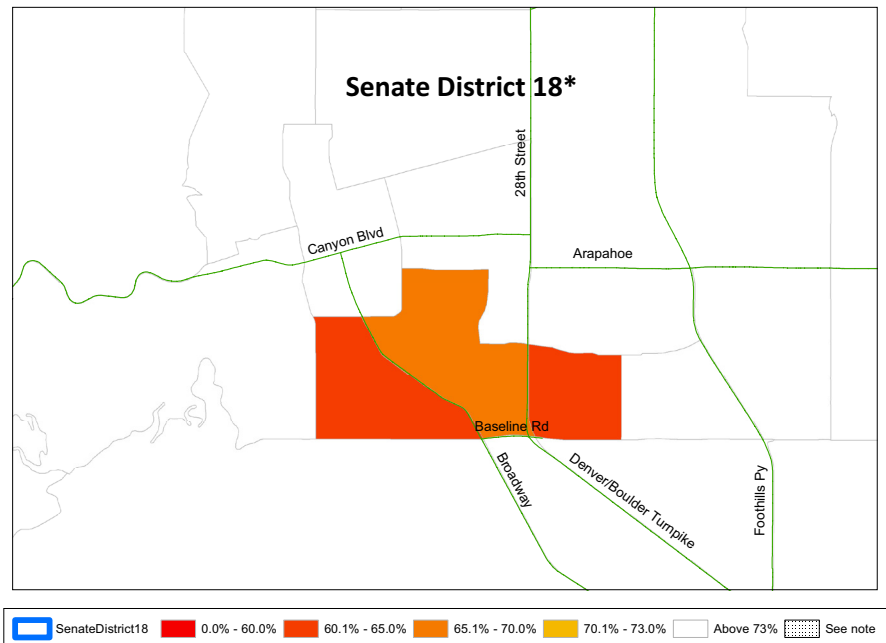 Senate District 18*
28th Street
Canyon Blvd
Arapahoe
Baseline Rd
Broadway
Denver/Boulder Turnpike
Foothills Py
SenateDistrict18
0.0% - 60.0%
60.1% - 65.0%
65.1% - 70.0%
70.1% - 73.0%
Above 73%
See note